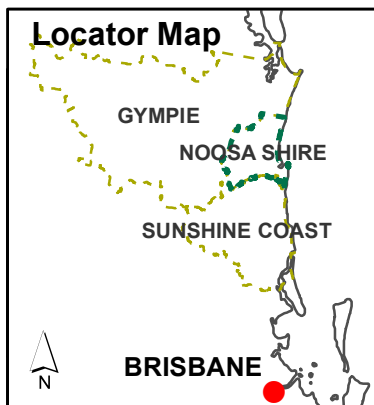 Locator Map
GYMPIE
NOOSA SHIRE
SUNSHINE COAST
BRISBANE
N